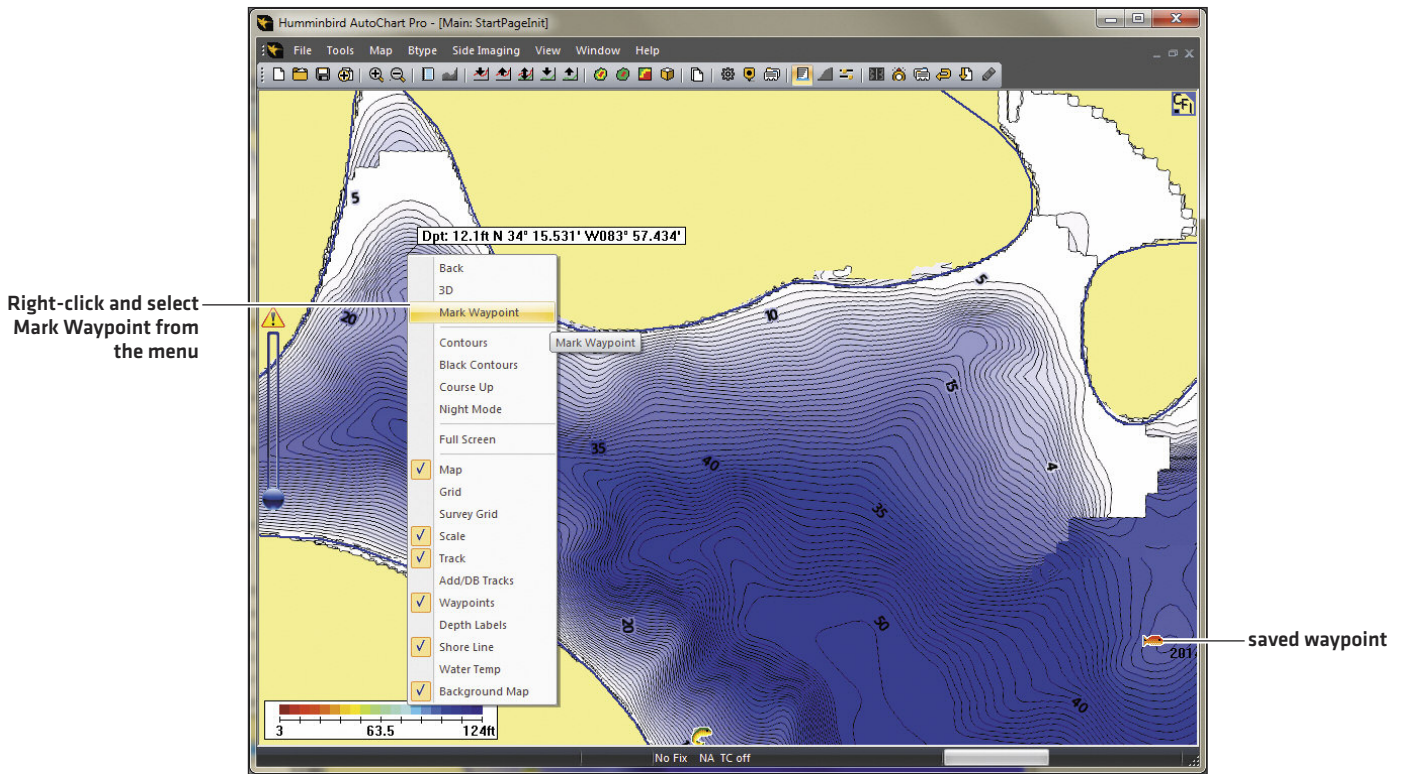 Humminbird AutoChart Pro - [Main: StartPageInit]
File Tools Map Btype Side Imaging View Window Help
CFI
5
Dpt: 12.1ft N 34° 15.531' W083° 57.434'
Back
3D
Mark Waypoint
Contours
Mark Waypoint
Black Contours
Course Up
Night Mode
Full Screen
Map
Grid
Survey Grid
Scale
Track
Add/DB Tracks
Waypoints
Depth Labels
Shore Line
Water Temp
Background Map
Right-click and select
Mark Waypoint from
the menu
20
5
10
15
35
40
4
35
50
20
saved waypoint
201
40
3 63.5 124ft
No Fix NA TC off